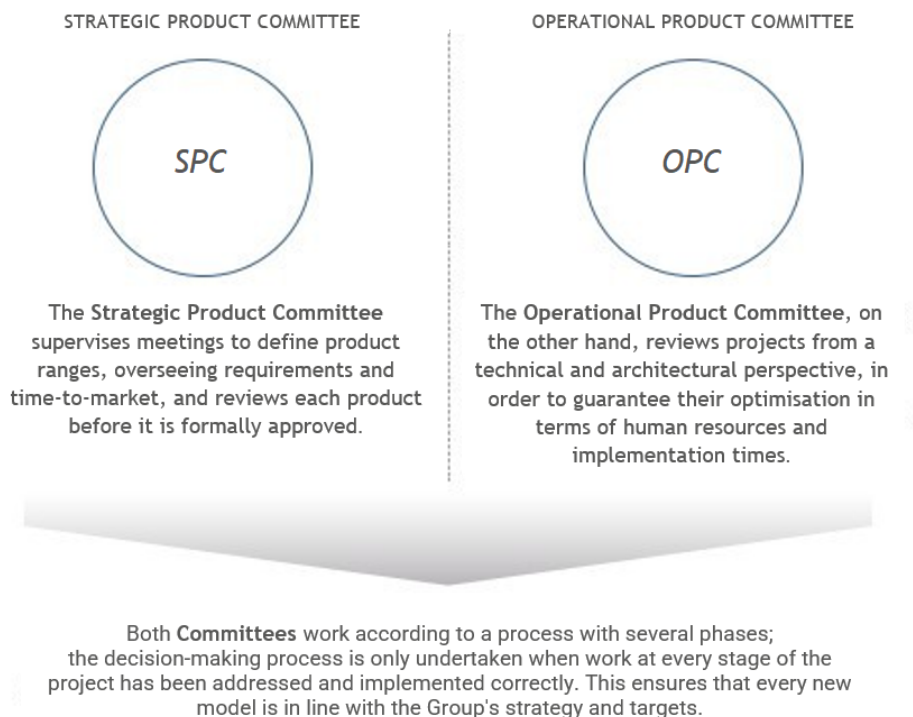 STRATEGIC PRODUCT COMMITTEE
SPC
The Strategic Product Committee
supervises meetings to define product
ranges, overseeing requirements and
time-to-market, and reviews each product
before it is formally approved.
OPERATIONAL PRODUCT COMMITTEE
OPC
The Operational Product Committee, on
the other hand, reviews projects from a
technical and architectural perspective, in
order to guarantee their optimisation in
terms of human resources and
implementation times.
Both Committees work according to a process with several phases;
the decision-making process is only undertaken when work at every stage of the
project has been addressed and implemented correctly. This ensures that every new
model is in line with the Group's strategy and targets.